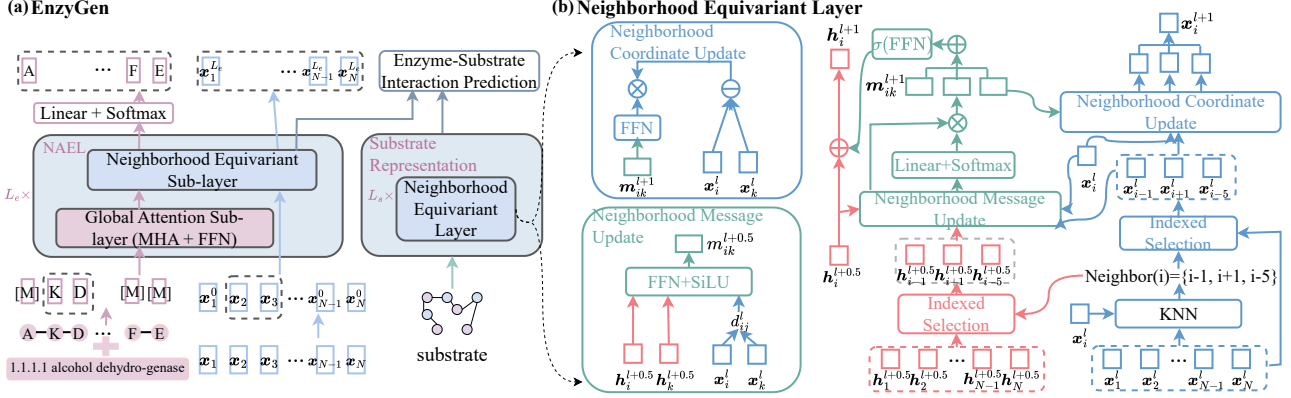 (a) EnzyGen
A ... F E
Linear + Softmax
NAEL
Neighborhood Equivariant
Sub-layer
L_e×
Global Attention Sub-
layer (MHA + FFN)
[M] K D [M] [M]
A K D ... F E
1.1.1.1 alcohol dehydro-genase
x_1^{L_e} ... x_{N-1}^{L_e} x_N^{L_e}
x_1^0 x_2 x_3 ... x_{N-1}^0 x_N^0
x_1 x_2 x_3 ... x_{N-1} x_N
Enzyme-Substrate
Interaction Prediction
Substrate
Representation
L_s×
Neighborhood
Equivariant
Layer
substrate
(b) Neighborhood Equivariant Layer
Neighborhood
Coordinate Update
FFN
m_{ik}^{l+1} x_i^l x_k^l
Neighborhood Message
Update
m_{ik}^{l+0.5}
FFN+SiLU
d_{ij}^l
h_i^{l+0.5} h_k^{l+0.5} x_i^l x_k^l
h_i^{l+1}
σ(FFN)
m_{ik}^{l+1}
Linear+Softmax
Neighborhood Message
Update
h_i^{l+0.5}
h_{i-1}^{l+0.5} h_{i+1}^{l+0.5} h_{i-5}^{l+0.5}
Indexed
Selection
h_1^{l+0.5} h_2^{l+0.5} ... h_{N-1}^{l+0.5} h_N^{l+0.5}
x_i^{l+1}
Neighborhood Coordinate
Update
x_i^l
x_{i-1}^l x_{i+1}^l x_{i-5}^l
Indexed
Selection
Neighbor(i)={i-1, i+1, i-5}
KNN
x_i^l
x_1^l x_2^l ... x_{N-1}^l x_N^l